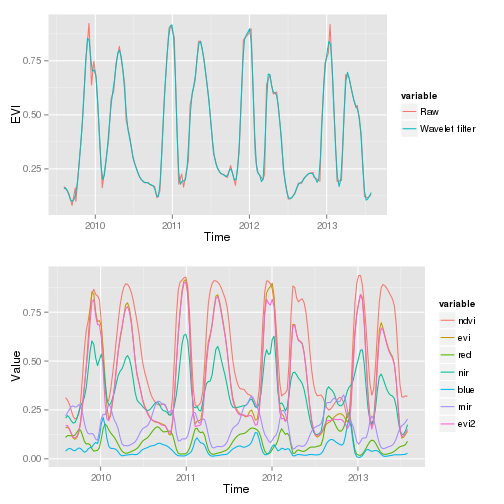 0.75
0.50
0.25
EVI
2010
2011
2012
2013
Time
variable
Raw
Wavelet filter
0.75
0.50
0.25
0.00
Value
2010
2011
2012
2013
Time
variable
ndvi
evi
red
nir
blue
mir
evi2